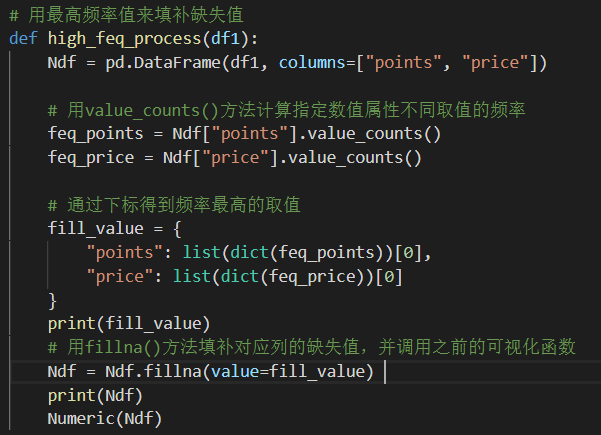 # 用最高频率值来填补缺失值
def high_feq_process(df1):
    Ndf = pd.DataFrame(df1, columns=["points", "price"])
    # 用value_counts()方法计算指定数值属性不同取值的频率
    feq_points = Ndf["points"].value_counts()
    feq_price = Ndf["price"].value_counts()
    # 通过下标得到频率最高的取值
    fill_value = {
        "points": list(dict(feq_points))[0],
        "price": list(dict(feq_price))[0]
    }
    print(fill_value)
    # 用fillna()方法填补对应列的缺失值，并调用之前的可视化函数
    Ndf = Ndf.fillna(value=fill_value)
    print(Ndf)
    Numeric(Ndf)